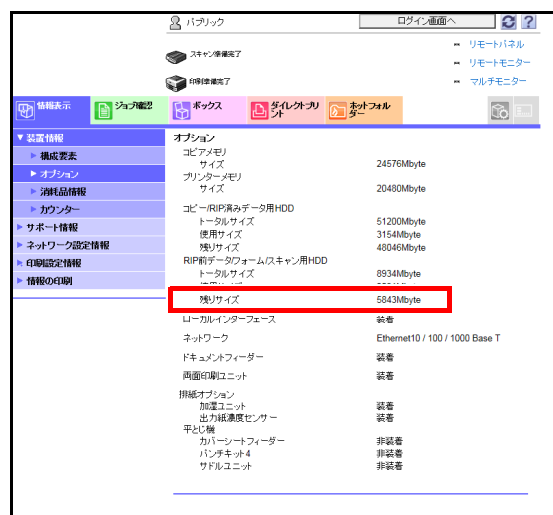 パブリック
ログイン画面へ
?
スキャン準備完了
リモートパネル
リモートモニター
印刷準備完了
マルチモニター
情報表示
ジョブ確認
ボックス
ダイレクトプリント
ホットフォルダー
▼装置情報
オプション
構成要素
コピアメモリ
サイズ 24576Mbyte
オプション
プリンターメモリ
消耗品情報
サイズ 20480Mbyte
カウンター
コピー/RIP済みデータ用HDD
サポート情報
トータルサイズ 51200Mbyte
使用サイズ 3154Mbyte
ネットワーク設定情報
残りサイズ 48046Mbyte
印刷設定情報
RIP前データ/フォーム/スキャン用HDD
トータルサイズ 8934Mbyte
情報の印刷
残りサイズ 5843Mbyte
ローカルインターフェース 装着
ネットワーク Ethernet10 / 100 / 1000 Base T
ドキュメントフィーダー 装着
両面印刷ユニット 装着
排紙オプション
加湿ユニット 装着
出力紙濃度センサー 装着
平とじ機
カバーシートフィーダー 非装着
パンチキット4 非装着
サドルユニット 非装着